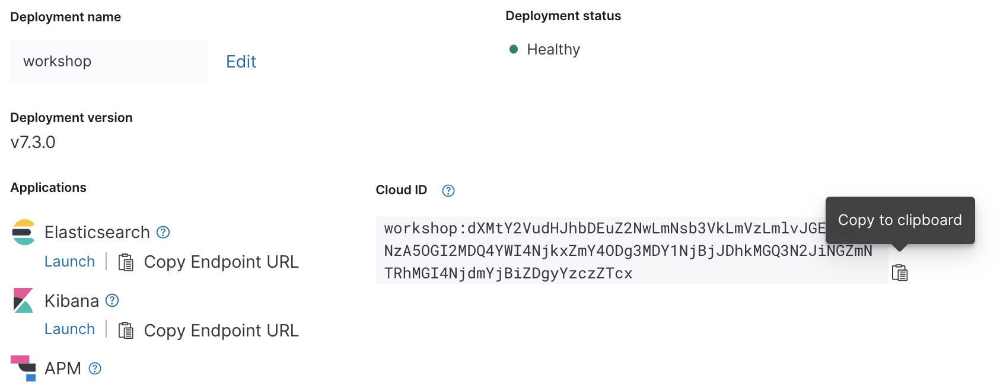 Deployment name
Deployment status
workshop
Edit
Healthy
Deployment version
v7.3.0
Applications
Cloud ID
Copy to clipboard
Elasticsearch
workshop:dXMtY2VudHJhbDEuZ2NwLmNsb3VkLmVzLmlvJGE
NzA5OGI2MDQ4YWI4NjkxZmY4ODg3MDY1NjBjJDhkMGQ3N2JiNGZmN
TRhMGI4NjdmYjBiZDgyYzczZTcx
Launch
Copy Endpoint URL
Kibana
Launch
Copy Endpoint URL
APM